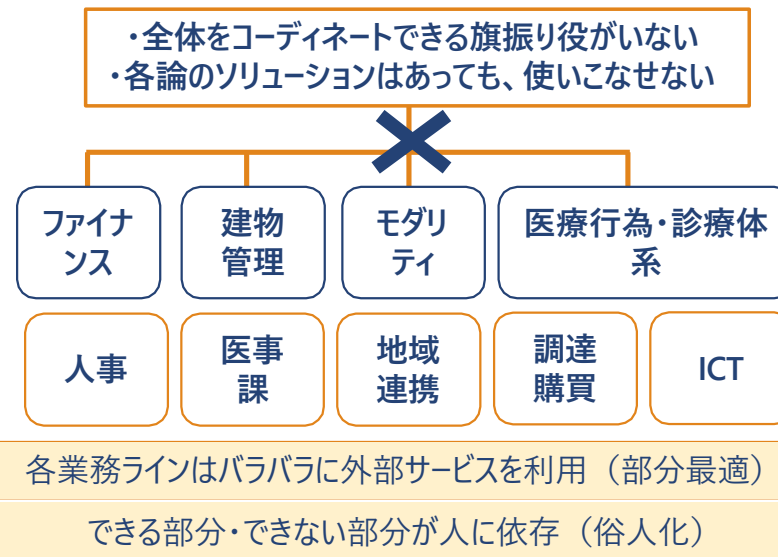 ・全体をコーディネートできる旗振り役がいない
・各論のソリューションはあっても、使いこなせない
ファイナ
ンス
建物
管理
モダリ
ティ
医療行為・診療体
系
人事
医事
課
地域
連携
調達
購買
ICT
各業務ラインはバラバラに外部サービスを利用（部分最適）
できる部分・できない部分が人に依存（俗人化）